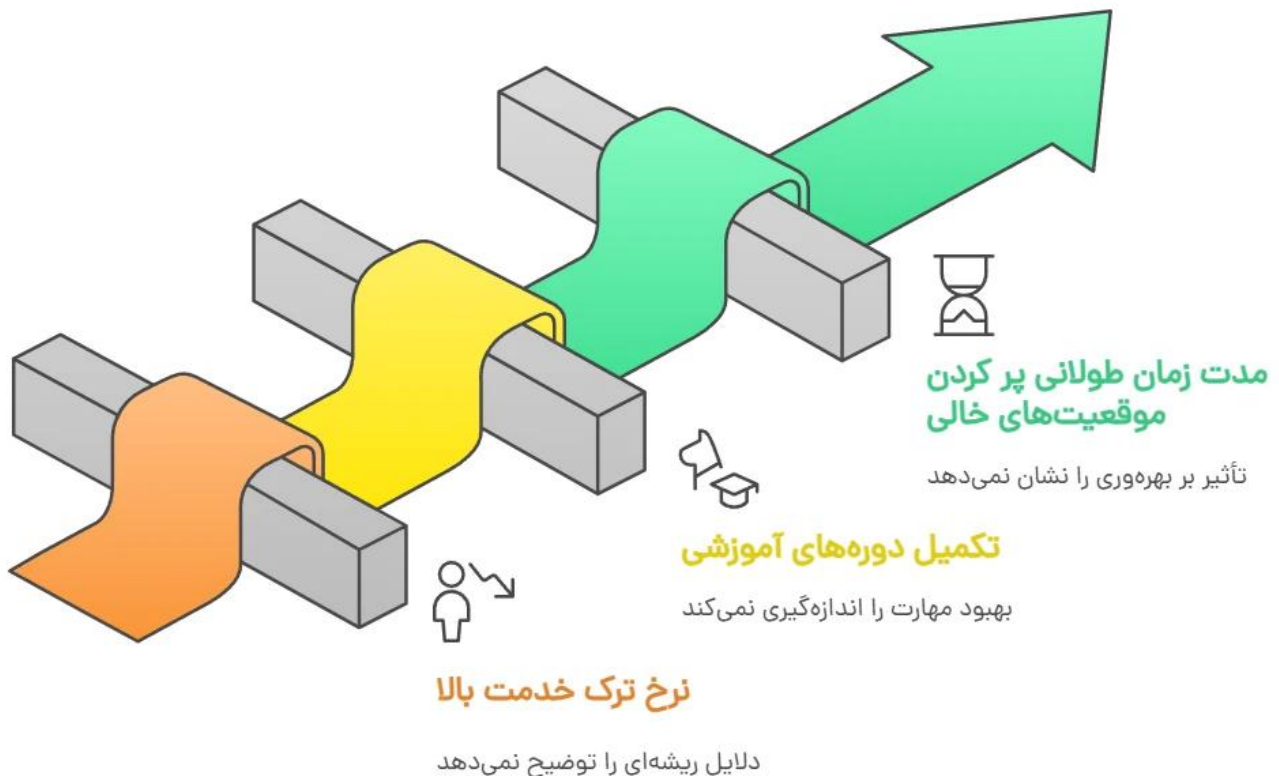 مدت زمان طولانی پر کردن
موقعیت‌های خالی
تأثیر بر بهره‌وری را نشان نمی‌دهد
تکمیل دوره‌های آموزشی
بهبود مهارت را اندازه‌گیری نمی‌کند
نرخ ترک خدمت بالا
دلایل ریشه‌ای را توضیح نمی‌دهد